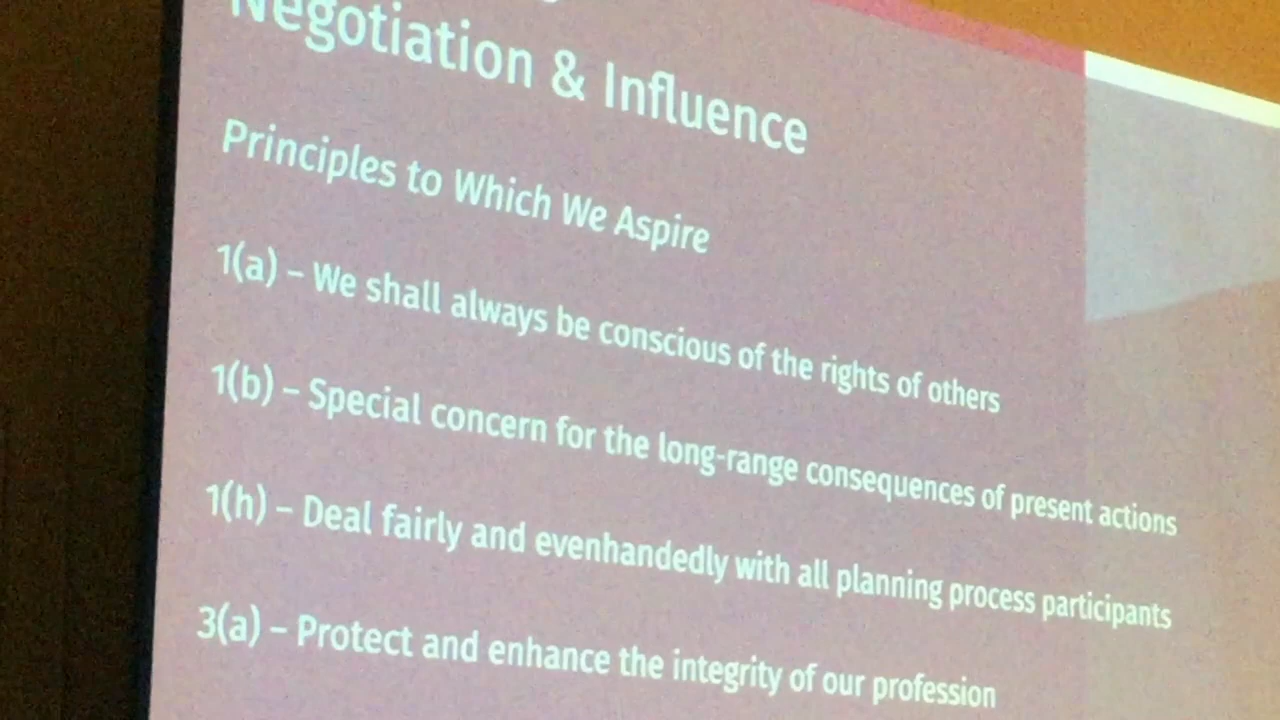 Negotiation & Influence
Principles to Which We Aspire
1(a) – We shall always be conscious of the rights of others
1(b) – Special concern for the long-range consequences of present actions
1(h) – Deal fairly and evenhandedly with all planning process participants
3(a) – Protect and enhance the integrity of our profession